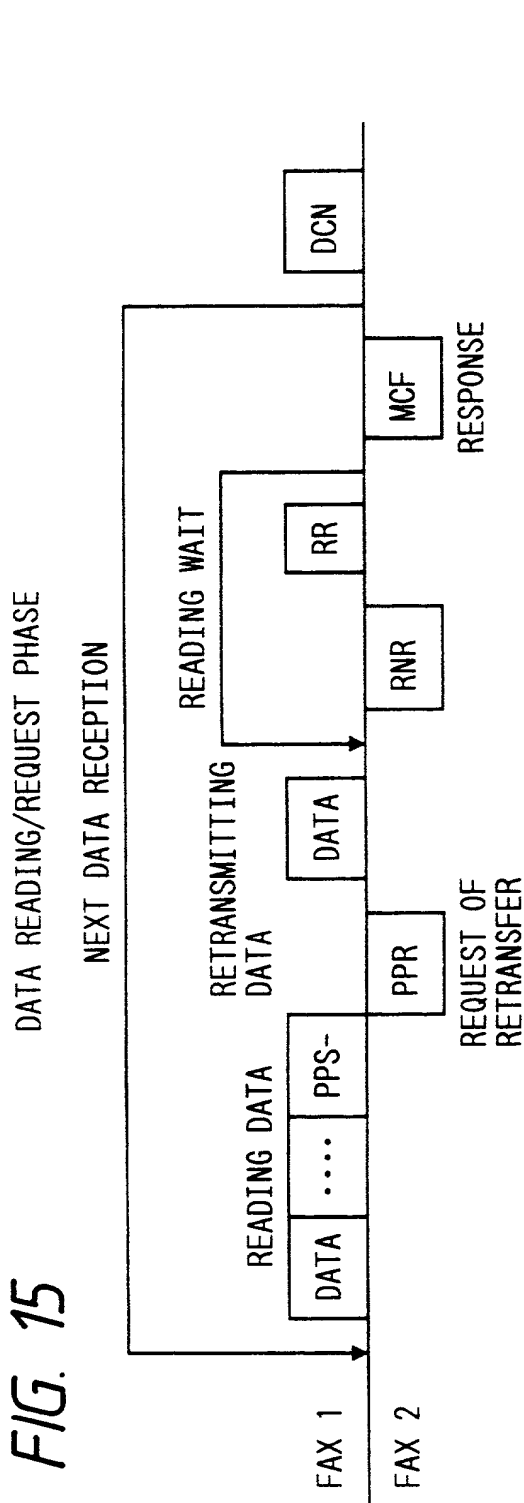 FIG. 15
DATA READING/REQUEST PHASE
NEXT DATA RECEPTION
READING WAIT
RETRANSMITTING
DATA
READING DATA
FAX 1
DATA
....
PPS-
DATA
RR
DCN
FAX 2
PPR
RNR
MCF
REQUEST OF
RETRANSFER
RESPONSE